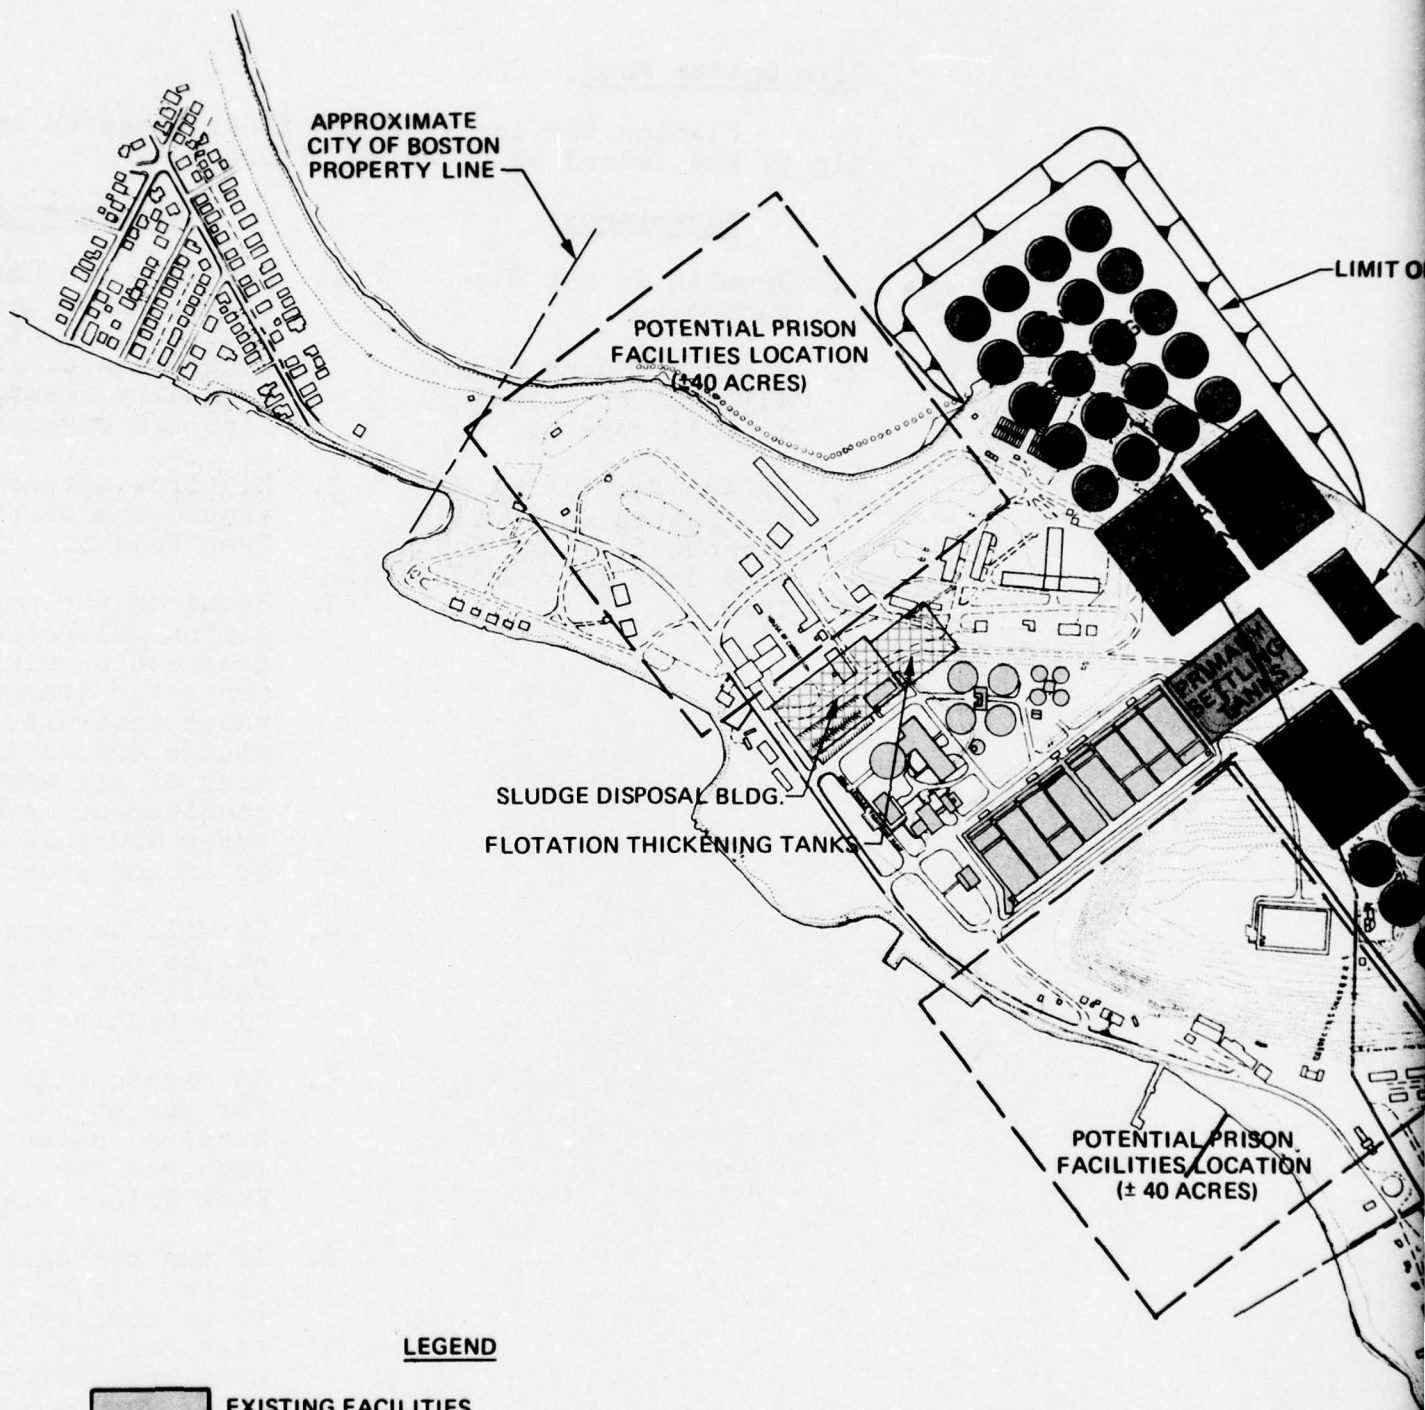 APPROXIMATE
CITY OF BOSTON
PROPERTY LINE
LIMIT
POTENTIAL PRISON
FACILITIES LOCATION
(±40 ACRES)
PRIMARY
SETTLING
TANKS
SLUDGE DISPOSAL BLDG.
FLOTATION THICKENING TANKS
POTENTIAL PRISON
FACILITIES LOCATION
(± 40 ACRES)
LEGEND
EXISTING FACILITIES